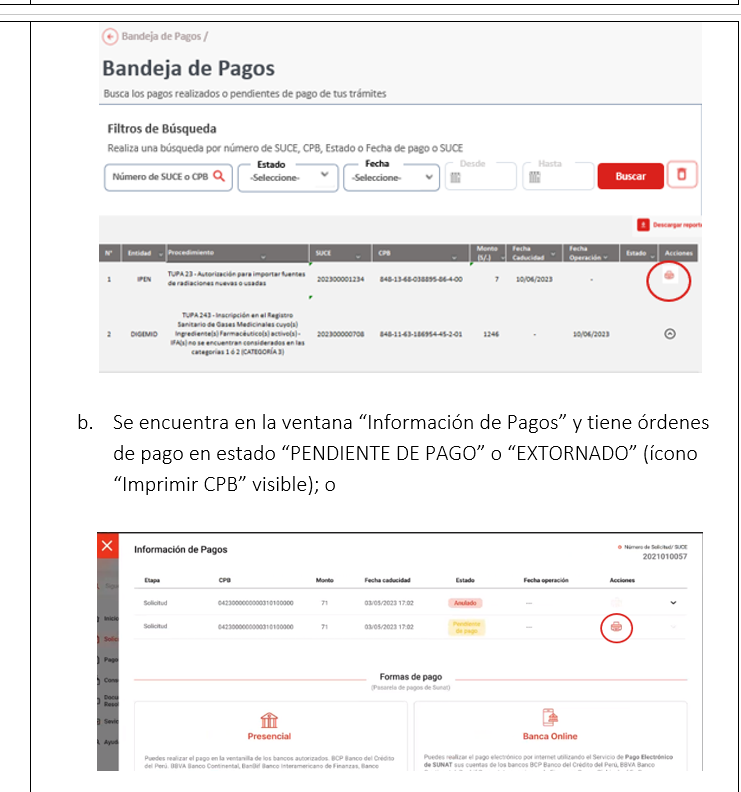 Bandeja de Pagos /
Bandeja de Pagos
Busca los pagos realizados o pendientes de pago de tus trámites
Filtros de Búsqueda
Realiza una búsqueda por número de SUCE, CPB, Estado o Fecha de pago o SUCE
Número de SUCE o CPB
Estado
-Seleccione-
Fecha
-Seleccione-
Desde
Hasta
Buscar
Descargar report
N° Entidad Procedimiento SUCE CPB Monto (S/.) Fecha Caducidad Fecha Operación Estado Acciones
1 IPEN TUPA 23 - Autorización para importar fuentes 202300001234 848-13-68-038895-86-4-00 7 10/06/2023 -
de radiaciones nuevas o usadas
TUPA 243 - Inscripción en el Registro
Sanitario de Gases Medicinales cuyo(s)
2 DIGEMID Ingrediente(s) Farmacéutico(s) activo(s) - 202300000708 848-11-63-186954-45-2-01 1246 - 10/06/2023
IFA(s) no se encuentran considerados en las
categorías 1 ó 2 (CATEGORÍA 3)
b. Se encuentra en la ventana “Información de Pagos” y tiene órdenes
de pago en estado “PENDIENTE DE PAGO” o “EXTORNADO” (ícono
“Imprimir CPB” visible); o
Información de Pagos
Número de Solicitud/ SUCE
2021010057
Etapa CPB Monto Fecha caducidad Estado Fecha operación Acciones
Solicitud 71 03/05/2023 17:02 Anulado ---
Solicitud 71 03/05/2023 17:02 Pendiente de pago ---
Inicio
Solic
Pago
Cons
Docu
Resol
Servic
Ayud
Formas de pago
(Pasarela de pagos de Sunat)
Presencial
Puedes realizar el pago en la ventanilla de los bancos autorizados. BCP Banco del Crédito
del Perú, BBVA Banco Continental, BanBif Banco Interamericano de Finanzas, Banco
Banca Online
Puedes realizar el pago electrónico por internet utilizando el Servicio de Pago Electrónico
de SUNAT sus cuentas de los bancos BCP Banco del Crédito del Perú, BBVA Banco